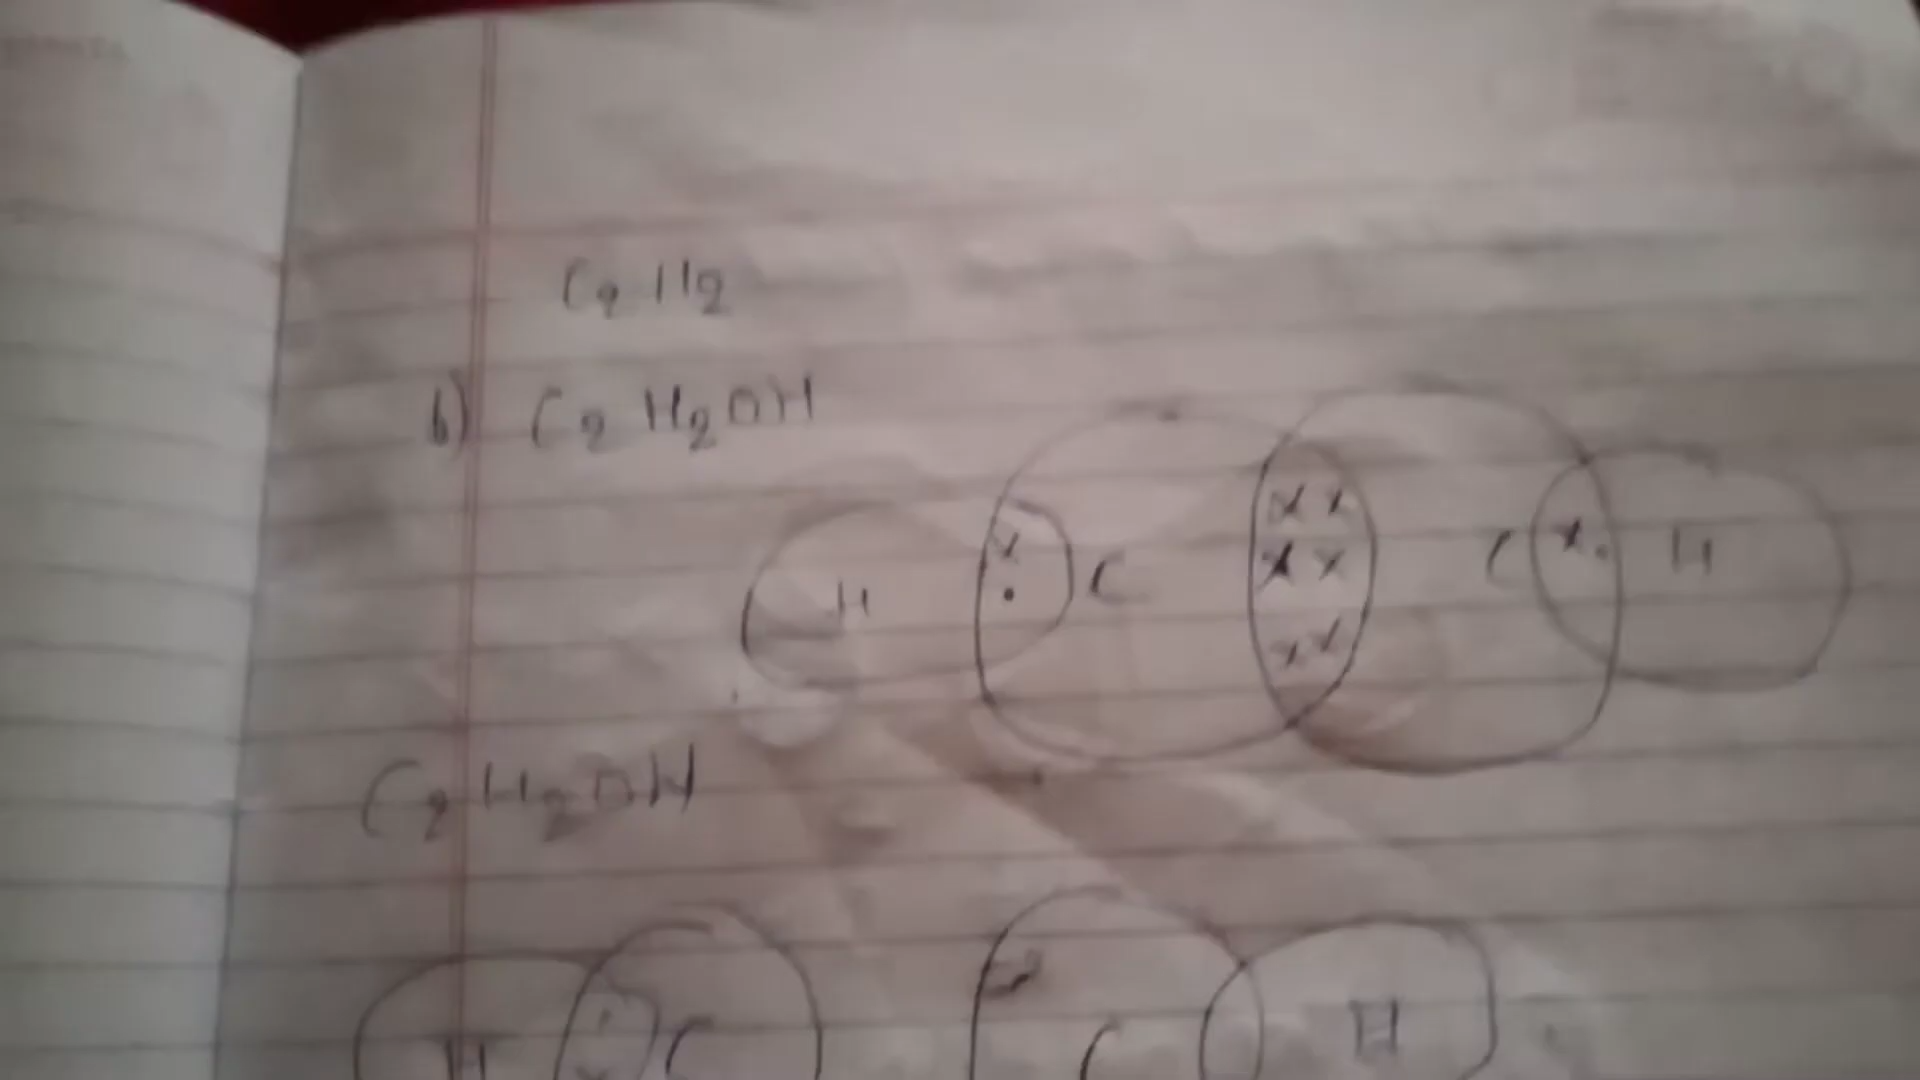 C2H2
b) C2H2OH
H x . C x x x x x x C x . H
C2H2OH
H C C H